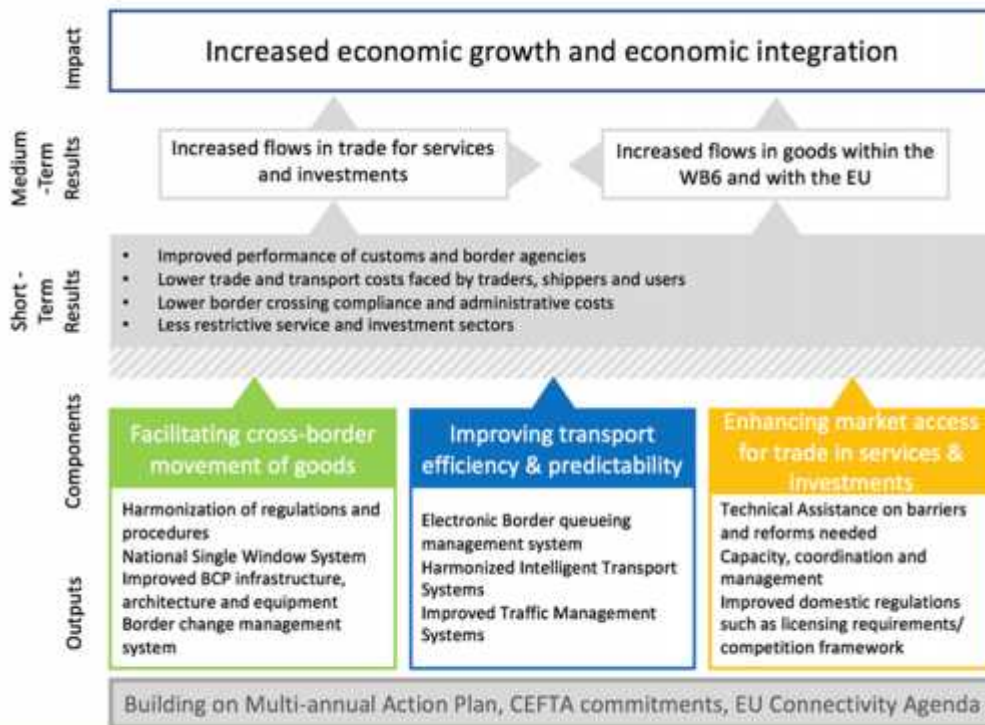 Impact
Increased economic growth and economic integration
Medium
-Term
Results
Increased flows in trade for services
and investments
Increased flows in goods within the
WB6 and with the EU
Short -
Term
Results
• Improved performance of customs and border agencies
• Lower trade and transport costs faced by traders, shippers and users
• Lower border crossing compliance and administrative costs
• Less restrictive service and investment sectors
Components
Facilitating cross-border
movement of goods
Improving transport
efficiency & predictability
Enhancing market access
for trade in services &
investments
Outputs
Harmonization of regulations and
procedures
National Single Window System
Improved BCP infrastructure,
architecture and equipment
Border change management
system
Electronic Border queueing
management system
Harmonized Intelligent Transport
Systems
Improved Traffic Management
Systems
Technical Assistance on barriers
and reforms needed
Capacity, coordination and
management
Improved domestic regulations
such as licensing requirements/
competition framework
Building on Multi-annual Action Plan, CEFTA commitments, EU Connectivity Agenda